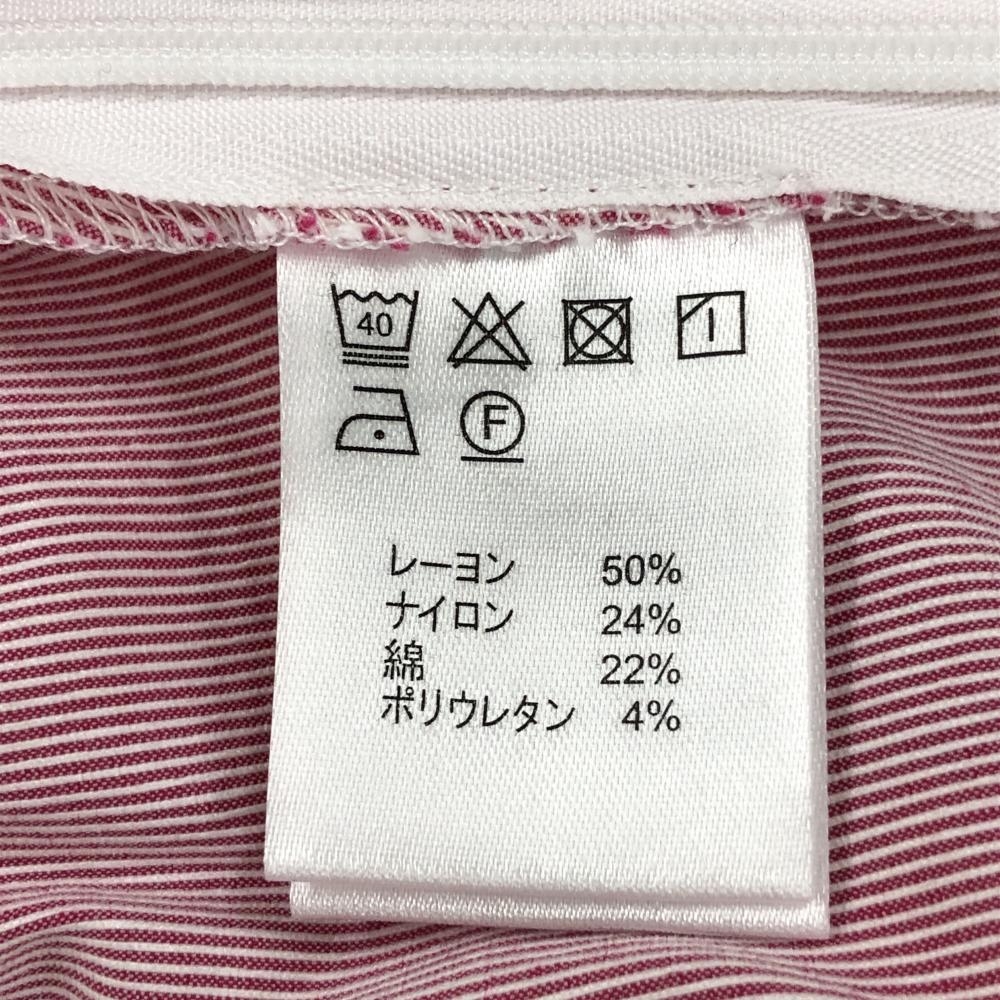 40
F
レーヨン 50%
ナイロン 24%
綿 22%
ポリウレタン 4%